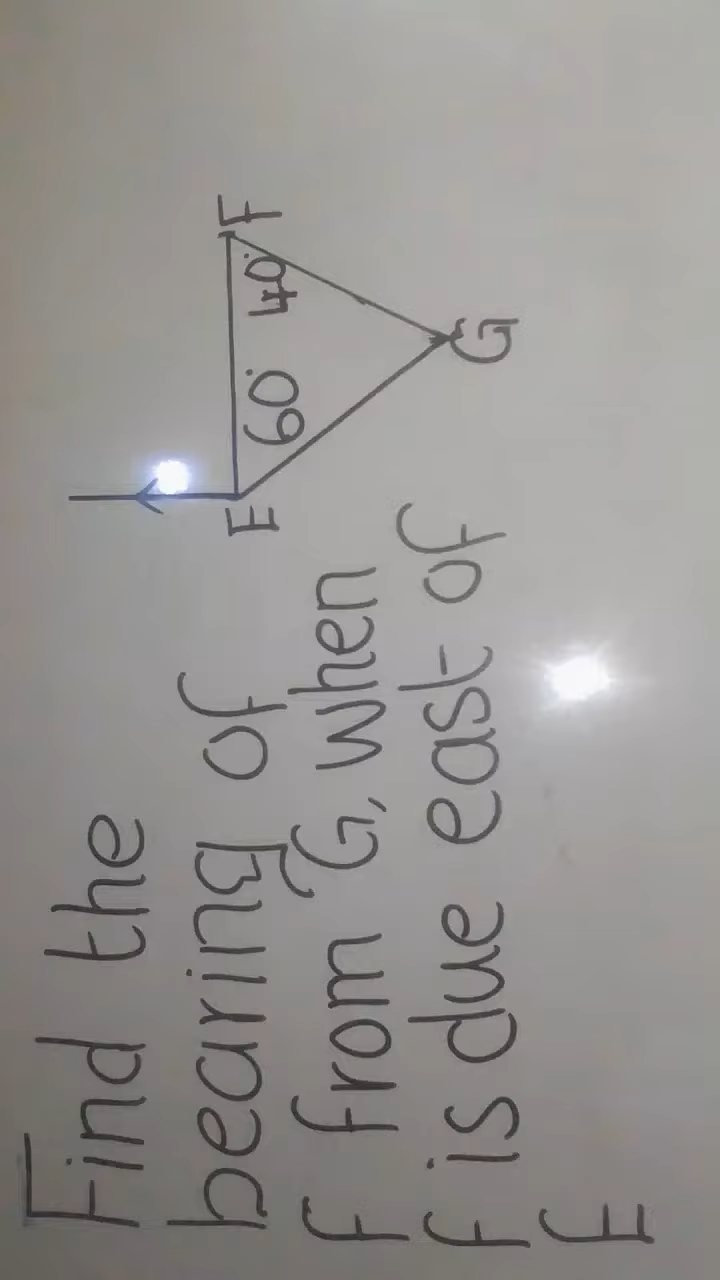 Find the
bearing of
F from G, when
F is due east of
E
E
60°
40°
F
G